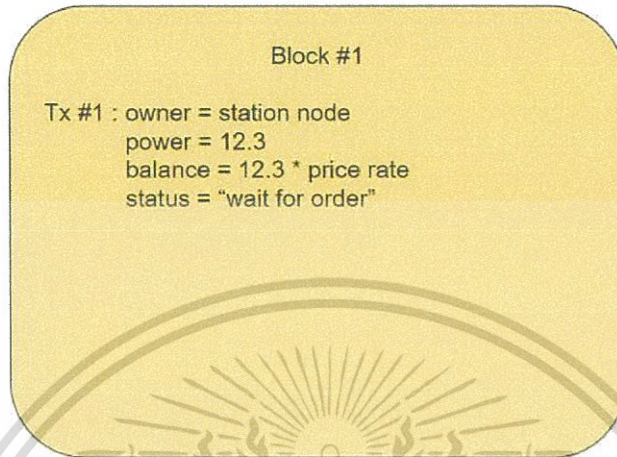 Block #1
Tx #1 : owner = station node
power = 12.3
balance = 12.3 * price rate
status = “wait for order”